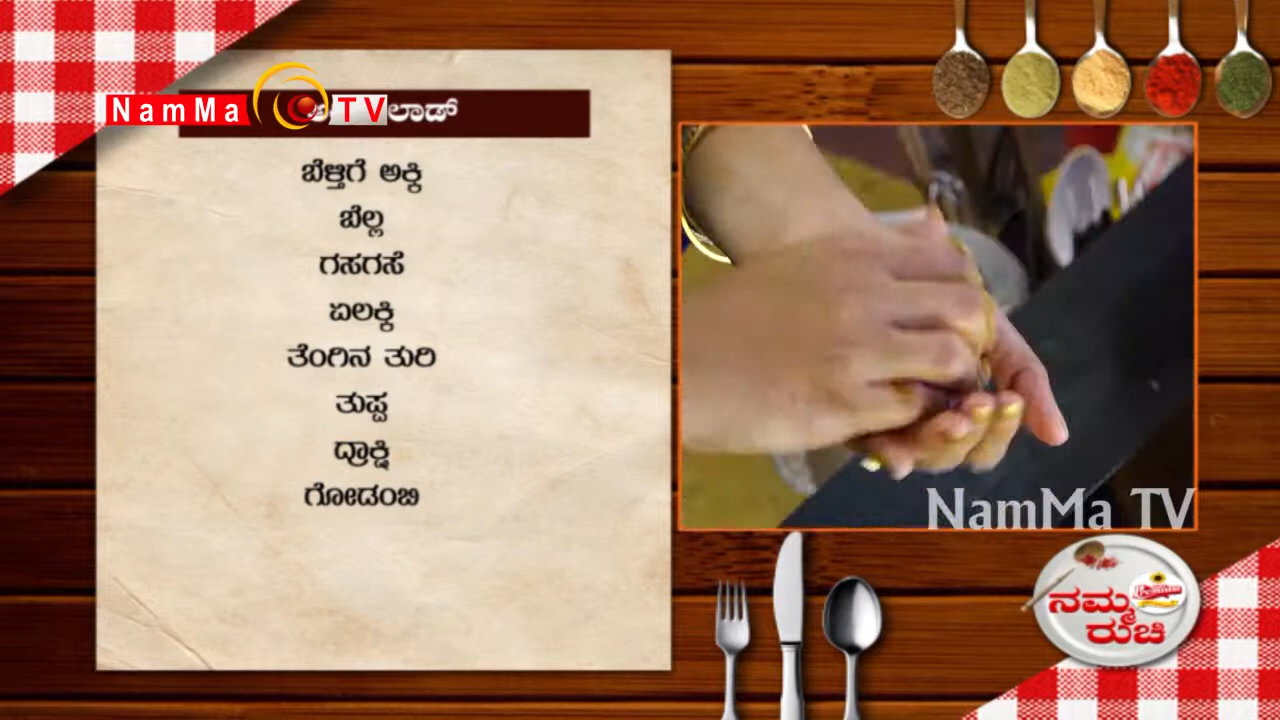 NamMa TV
ಲಾಡ್
ಬೆಳ್ತಿಗೆ ಅಕ್ಕಿ
ಬೆಲ್ಲ
ಗಸಗಸೆ
ಏಲಕ್ಕಿ
ತೆಂಗಿನ ತುರಿ
ತುಪ್ಪ
ದ್ರಾಕ್ಷಿ
ಗೋಡಂಬಿ
NamMa TV
ನಮ್ಮ
ರುಚಿ